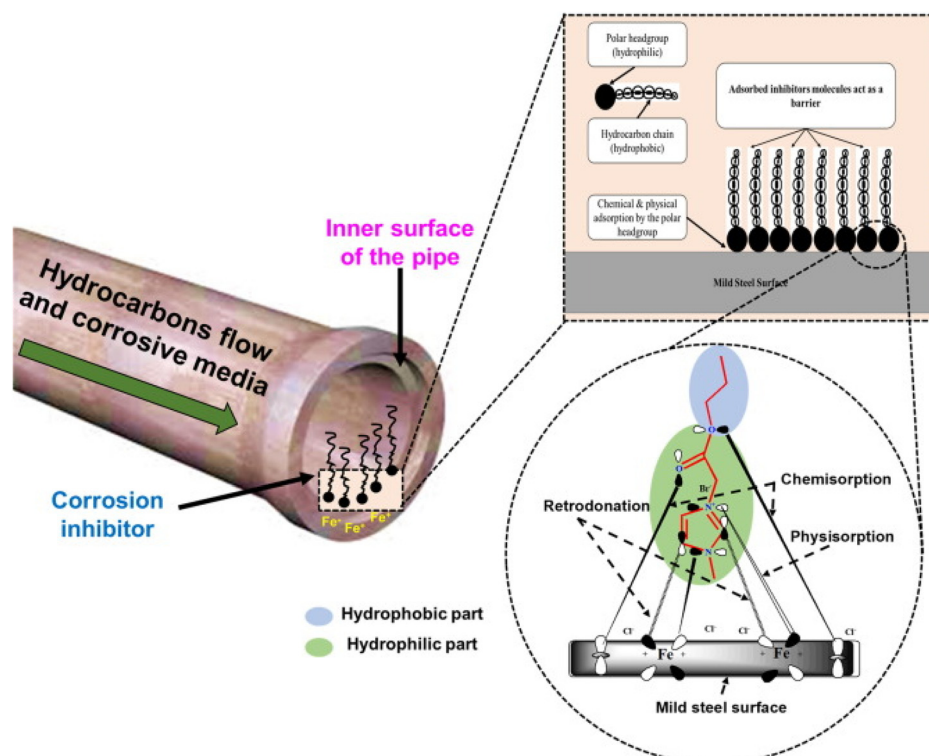 Polar headgroup
(hydrophilic)
Hydrocarbon chain
(hydrophobic)
Adsorbed inhibitors molecules act as a
barrier
Chemical & physical
adsorption by the polar
headgroup
Mild Steel Surface
Inner surface
of the pipe
Hydrocarbons flow
and corrosive media
Corrosion
inhibitor
Fe⁺
Fe⁺
Fe⁺
Hydrophobic part
Hydrophilic part
O
O
Br⁻
N⁺
N
Chemisorption
Retrodonation
Physisorption
Cl⁻
Cl⁻
Cl⁻
Cl⁻
+ Fe +
+ Fe +
Mild steel surface